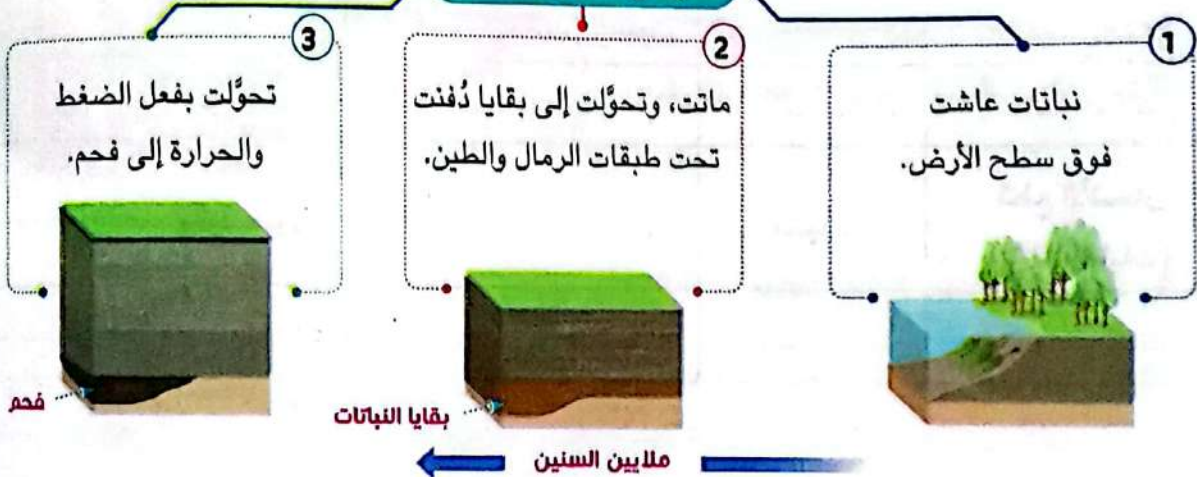 1
نباتات عاشت
فوق سطح الأرض.
2
ماتت، وتحوَّلت إلى بقايا دُفنت
تحت طبقات الرمال والطين.
بقايا النباتات
3
تحوَّلت بفعل الضغط
والحرارة إلى فحم.
فحم
ملايين السنين